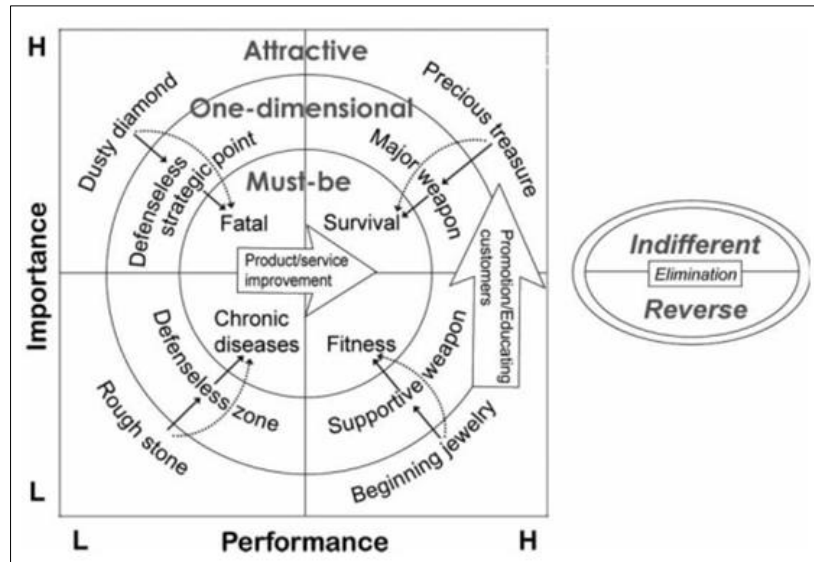 H
Attractive
One-dimensional
Must-be
Dusty diamond
Defenseless
strategic point
Fatal
Precious treasure
Major weapon
Survival
Importance
Product/service
improvement
Promotion/Educating
customers
Indifferent
Elimination
Reverse
Chronic
diseases
Defenseless zone
Rough stone
Fitness
Supportive weapon
Beginning jewelry
L
L
Performance
H